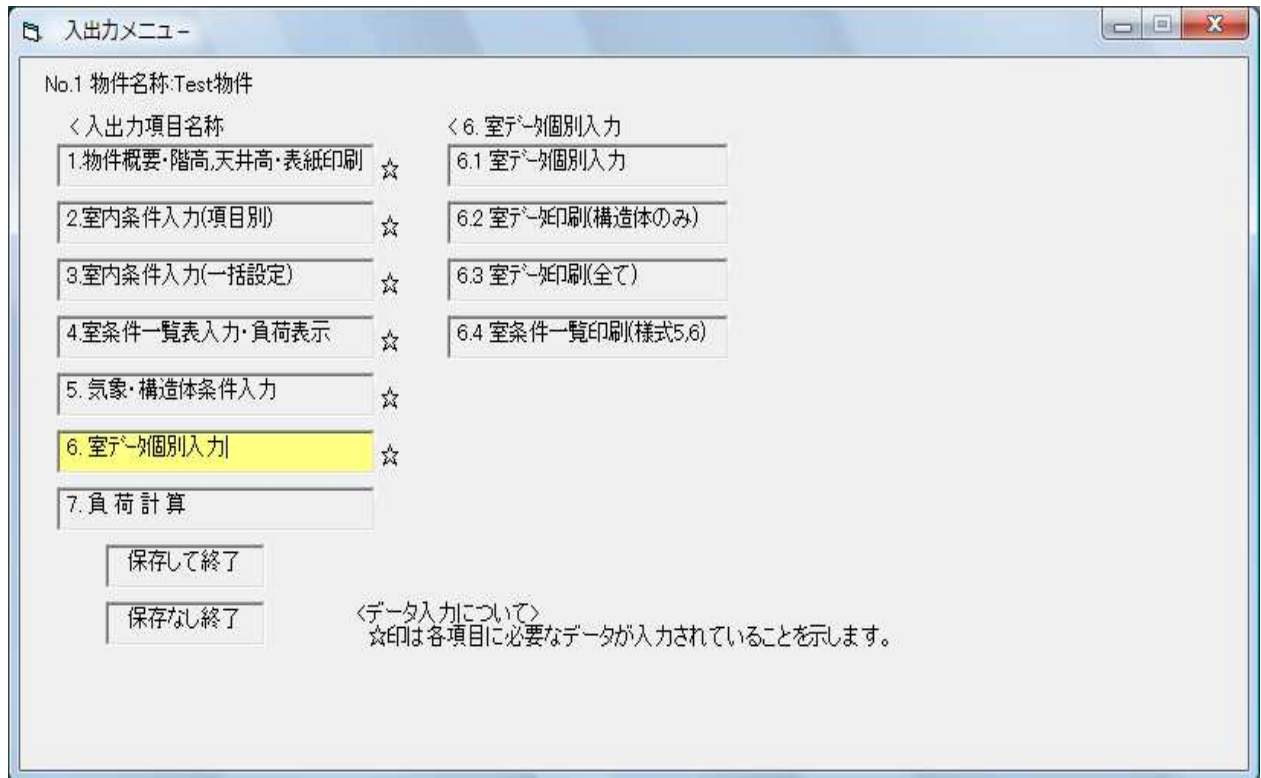 入出力メニュー
No.1 物件名称:Test物件
<入出力項目名称
1.物件概要・階高,天井高・表紙印刷 ☆
2.室内条件入力(項目別) ☆
3.室内条件入力(一括設定) ☆
4.室条件一覧表入力・負荷表示 ☆
5. 気象・構造体条件入力 ☆
6. 室ﾃﾞｰﾀ個別入力 ☆
7. 負 荷 計 算
保存して終了
保存なし終了
<6. 室ﾃﾞｰﾀ個別入力
6.1 室ﾃﾞｰﾀ個別入力
6.2 室ﾃﾞｰﾀ印刷(構造体のみ)
6.3 室ﾃﾞｰﾀ印刷(全て)
6.4 室条件一覧印刷(様式5,6)
<データ入力について>
☆印は各項目に必要なデータが入力されていることを示します。